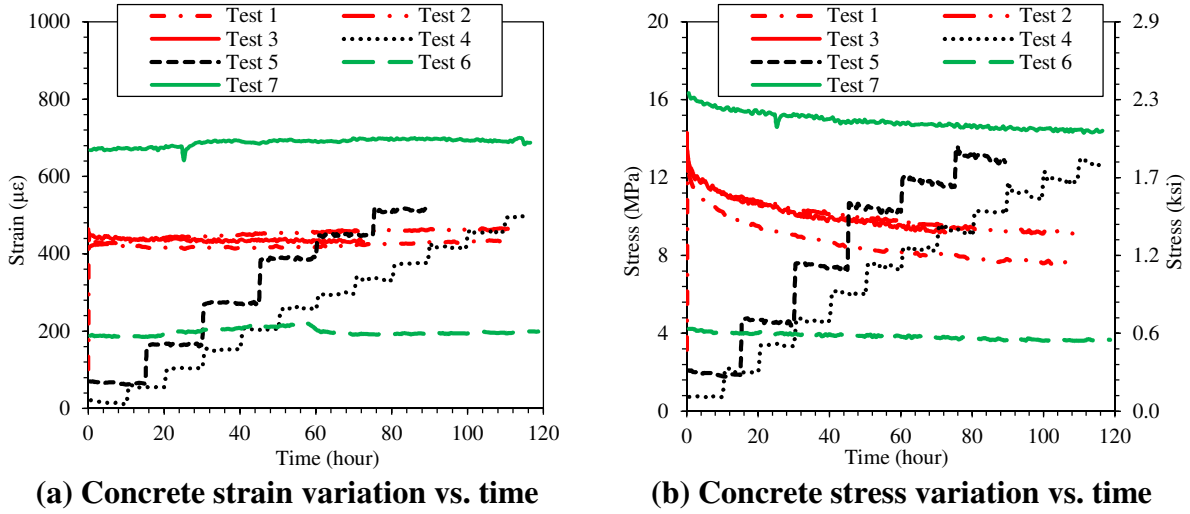 1000
800
600
400
200
0
Strain (με)
0 20 40 60 80 100 120
Time (hour)
Test 1 Test 2
Test 3 Test 4
Test 5 Test 6
Test 7
(a) Concrete strain variation vs. time
20
16
12
8
4
0
Stress (MPa)
0 20 40 60 80 100 120
Time (hour)
Test 1 Test 2
Test 3 Test 4
Test 5 Test 6
Test 7
2.9
2.3
1.7
1.2
0.6
0.0
Stress (ksi)
(b) Concrete stress variation vs. time